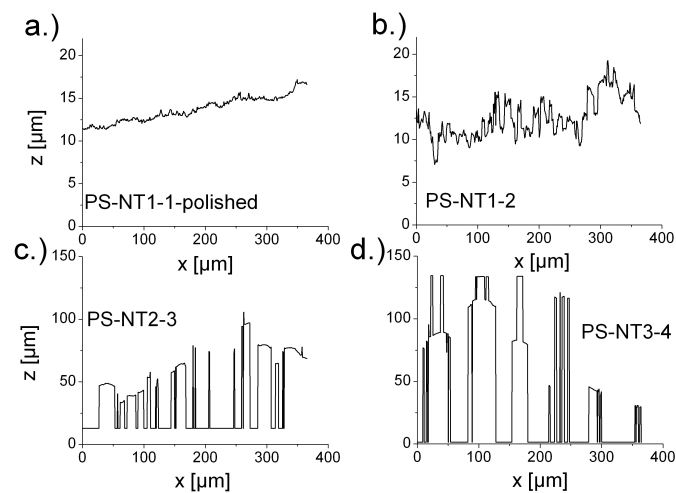 a.)
20
15
10
5
0
z [µm]
PS-NT1-1-polished
0 100 200 300 400
x [µm]
b.)
20
15
10
5
0
z [µm]
PS-NT1-2
0 100 200 300 400
x [µm]
c.)
150
100
50
0
z [µm]
PS-NT2-3
0 100 200 300 400
x [µm]
d.)
150
100
50
0
z [µm]
PS-NT3-4
0 100 200 300 400
x [µm]